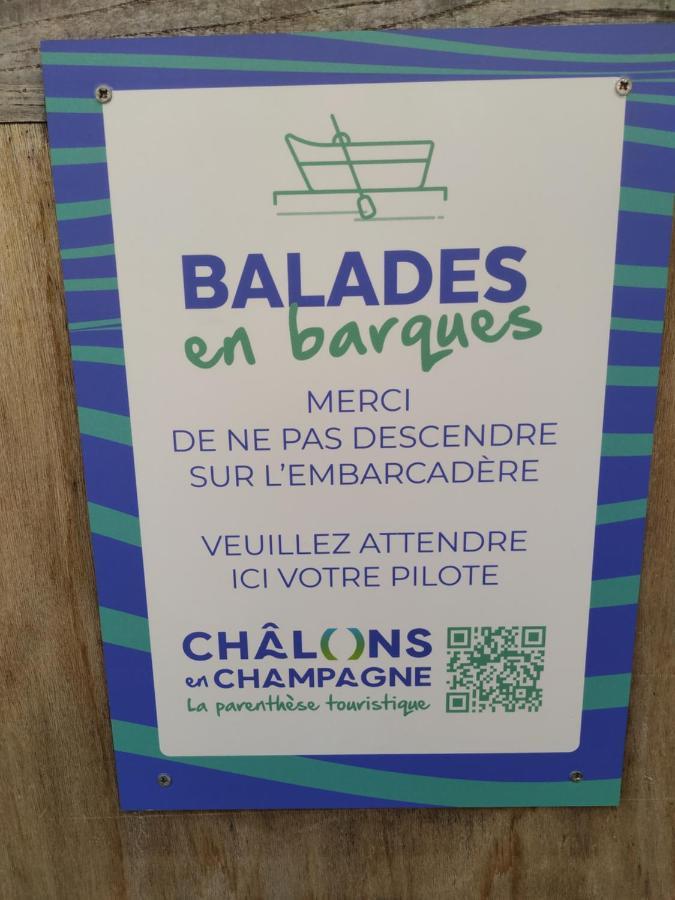 BALADES
en barques
MERCI
DE NE PAS DESCENDRE
SUR L'EMBARCADÈRE
VEUILLEZ ATTENDRE
ICI VOTRE PILOTE
CHÂLONS
en CHAMPAGNE
La parenthèse touristique